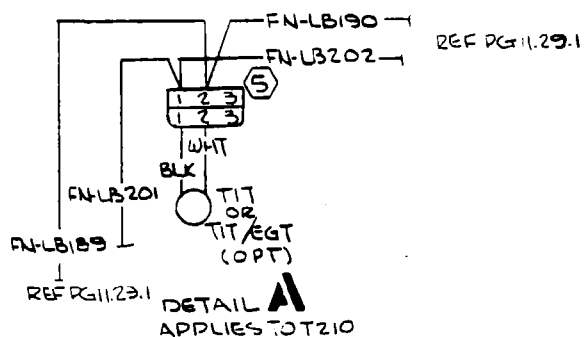 FN-LB190
FN-LB202
REF PG 11.29.1
5
1 2 3
1 2 3
WHT
BLK
FN-LB201
FN-LB189
TIT
OR
TIT/EGT
(OPT)
REF PG 11.29.1
DETAIL A
APPLIES TO T210